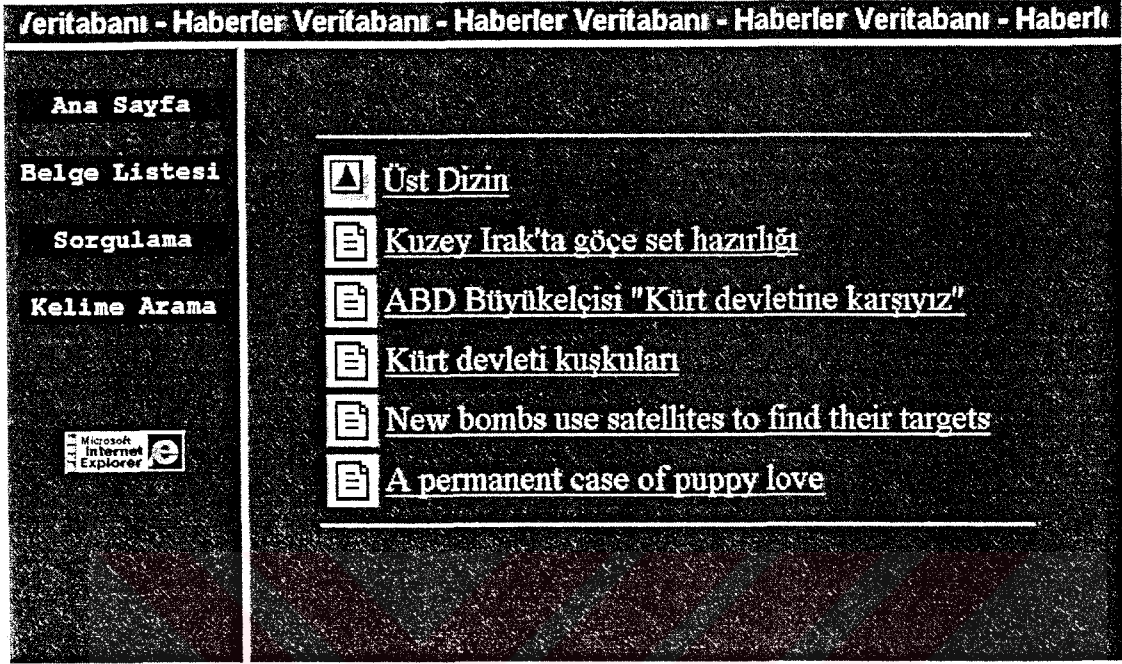 Veritabanı - Haberler Veritabanı - Haberler Veritabanı - Haberler Veritabanı - Haberle
Ana Sayfa
Belge Listesi
Sorgulama
Kelime Arama
Microsoft
Internet
Explorer
Üst Dizin
Kuzey Irak'ta göçe set hazırlığı
ABD Büyükelçisi "Kürt devletine karşıyız"
Kürt devleti kuşkuları
New bombs use satellites to find their targets
A permanent case of puppy love